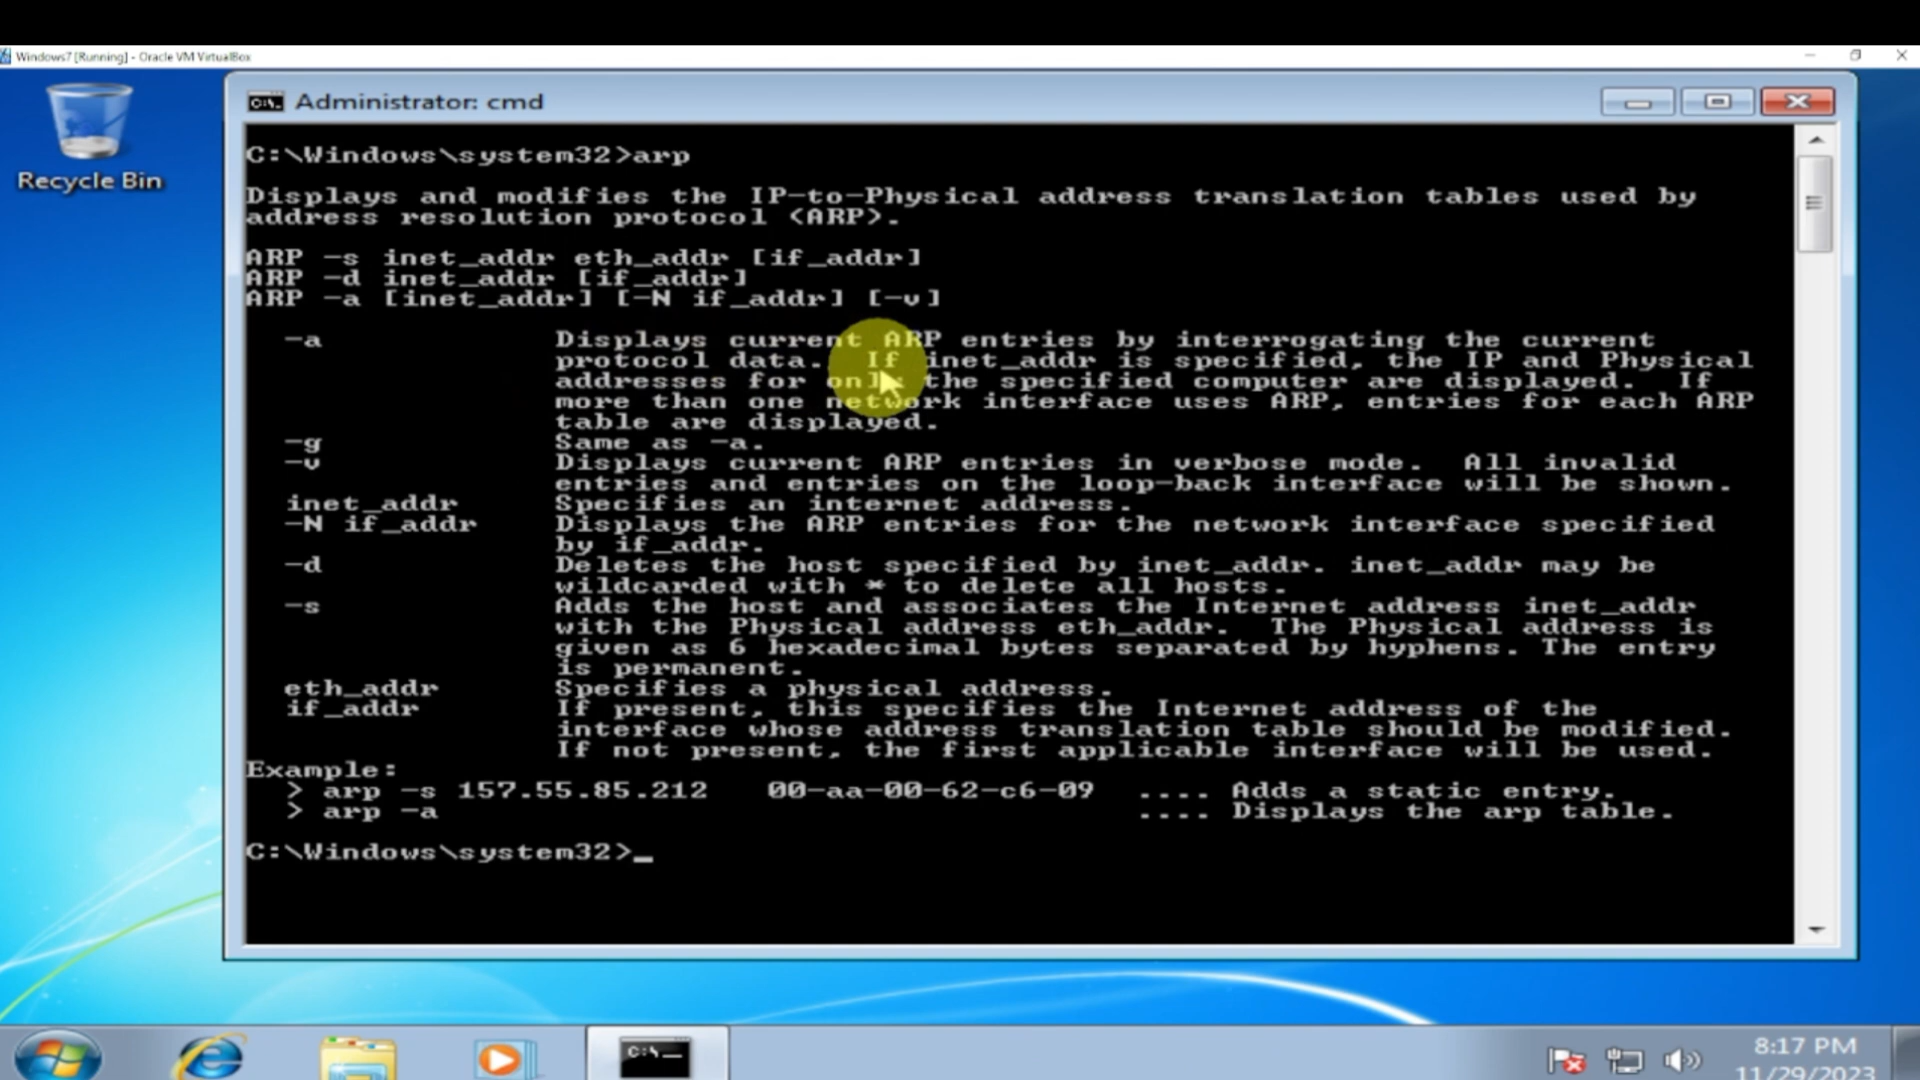 Windows7 [Running] - Oracle VM VirtualBox
Recycle Bin
Administrator: cmd
C:\Windows\system32>arp
Displays and modifies the IP-to-Physical address translation tables used by
address resolution protocol (ARP).
ARP -s inet_addr eth_addr [if_addr]
ARP -d inet_addr [if_addr]
ARP -a [inet_addr] [-N if_addr] [-v]
-a Displays current ARP entries by interrogating the current
protocol data. If inet_addr is specified, the IP and Physical
addresses for only the specified computer are displayed. If
more than one network interface uses ARP, entries for each ARP
table are displayed.
-g Same as -a.
-v Displays current ARP entries in verbose mode. All invalid
entries and entries on the loop-back interface will be shown.
inet_addr Specifies an internet address.
-N if_addr Displays the ARP entries for the network interface specified
by if_addr.
-d Deletes the host specified by inet_addr. inet_addr may be
wildcarded with * to delete all hosts.
-s Adds the host and associates the Internet address inet_addr
with the Physical address eth_addr. The Physical address is
given as 6 hexadecimal bytes separated by hyphens. The entry
is permanent.
eth_addr Specifies a physical address.
if_addr If present, this specifies the Internet address of the
interface whose address translation table should be modified.
If not present, the first applicable interface will be used.
Example:
> arp -s 157.55.85.212 00-aa-00-62-c6-09 .... Adds a static entry.
> arp -a .... Displays the arp table.
C:\Windows\system32>_
8:17 PM
11/29/2023